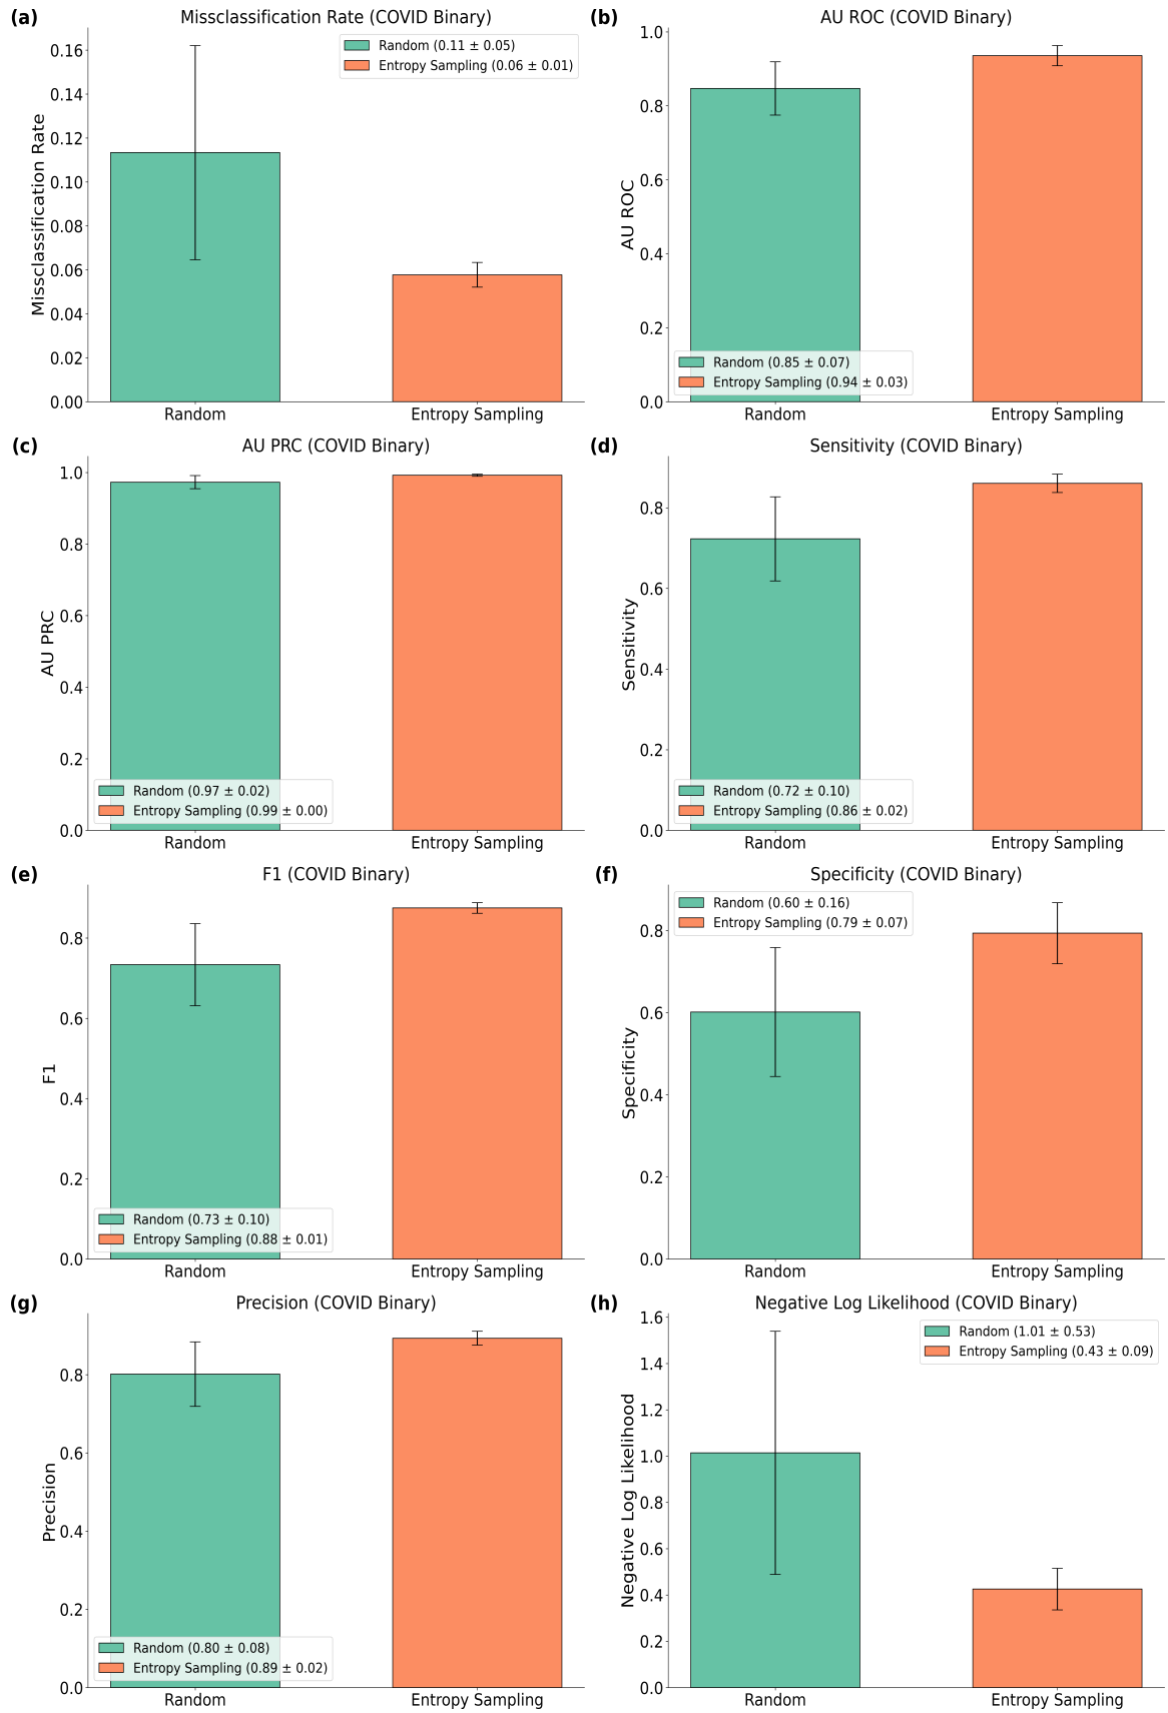 (a)
Missclassification Rate (COVID Binary)
Random (0.11 ± 0.05)
Entropy Sampling (0.06 ± 0.01)
Missclassification Rate
0.16
0.14
0.12
0.10
0.08
0.06
0.04
0.02
0.00
Random
Entropy Sampling
(b)
AU ROC (COVID Binary)
AU ROC
1.0
0.8
0.6
0.4
0.2
0.0
Random (0.85 ± 0.07)
Entropy Sampling (0.94 ± 0.03)
Random
Entropy Sampling
(c)
AU PRC (COVID Binary)
AU PRC
1.0
0.8
0.6
0.4
0.2
0.0
Random (0.97 ± 0.02)
Entropy Sampling (0.99 ± 0.00)
Random
Entropy Sampling
(d)
Sensitivity (COVID Binary)
Sensitivity
0.8
0.6
0.4
0.2
0.0
Random (0.72 ± 0.10)
Entropy Sampling (0.86 ± 0.02)
Random
Entropy Sampling
(e)
F1 (COVID Binary)
F1
0.8
0.6
0.4
0.2
0.0
Random (0.73 ± 0.10)
Entropy Sampling (0.88 ± 0.01)
Random
Entropy Sampling
(f)
Specificity (COVID Binary)
Random (0.60 ± 0.16)
Entropy Sampling (0.79 ± 0.07)
Specificity
0.8
0.6
0.4
0.2
0.0
Random
Entropy Sampling
(g)
Precision (COVID Binary)
Precision
0.8
0.6
0.4
0.2
0.0
Random (0.80 ± 0.08)
Entropy Sampling (0.89 ± 0.02)
Random
Entropy Sampling
(h)
Negative Log Likelihood (COVID Binary)
Random (1.01 ± 0.53)
Entropy Sampling (0.43 ± 0.09)
Negative Log Likelihood
1.6
1.4
1.2
1.0
0.8
0.6
0.4
0.2
0.0
Random
Entropy Sampling